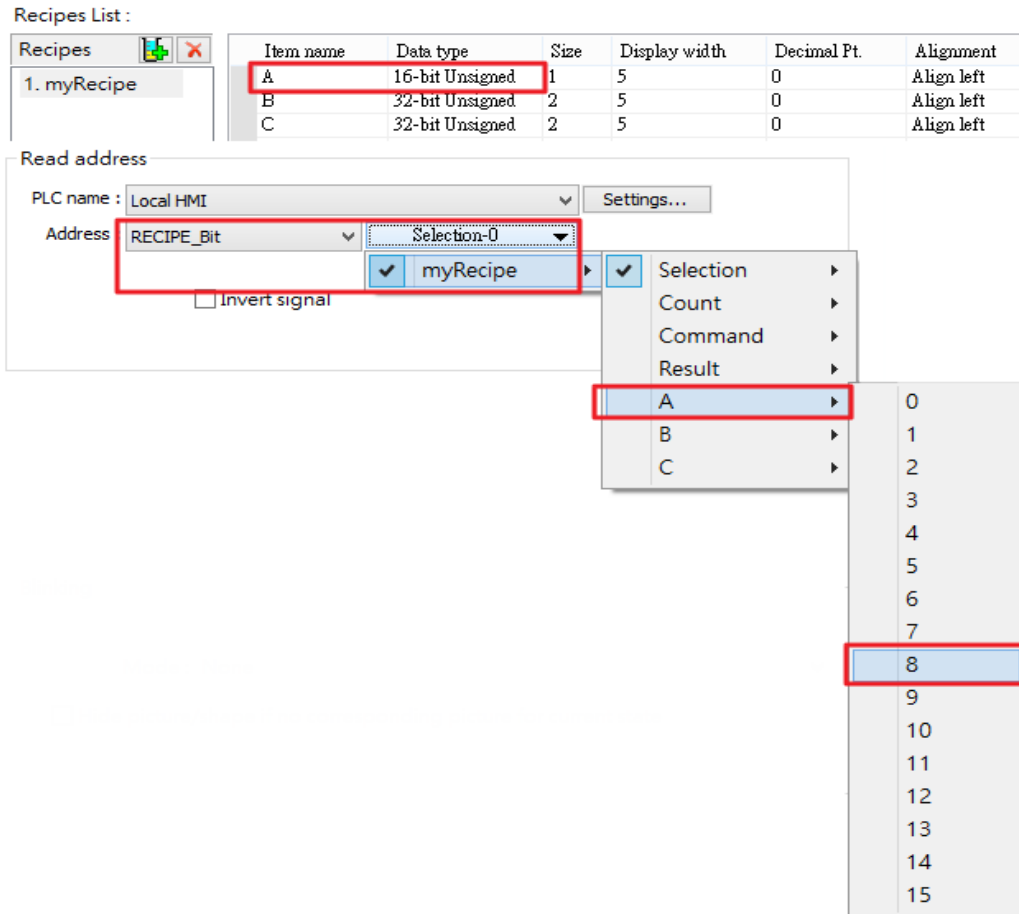 Recipes List :
Recipes
1. myRecipe
Item name Data type Size Display width Decimal Pt. Alignment
A 16-bit Unsigned 1 5 0 Align left
B 32-bit Unsigned 2 5 0 Align left
C 32-bit Unsigned 2 5 0 Align left
Read address
PLC name : Local HMI Settings...
Address : RECIPE_Bit Selection-0
myRecipe
Invert signal
Selection
Count
Command
Result
A
B
C
0
1
2
3
4
5
6
7
8
9
10
11
12
13
14
15